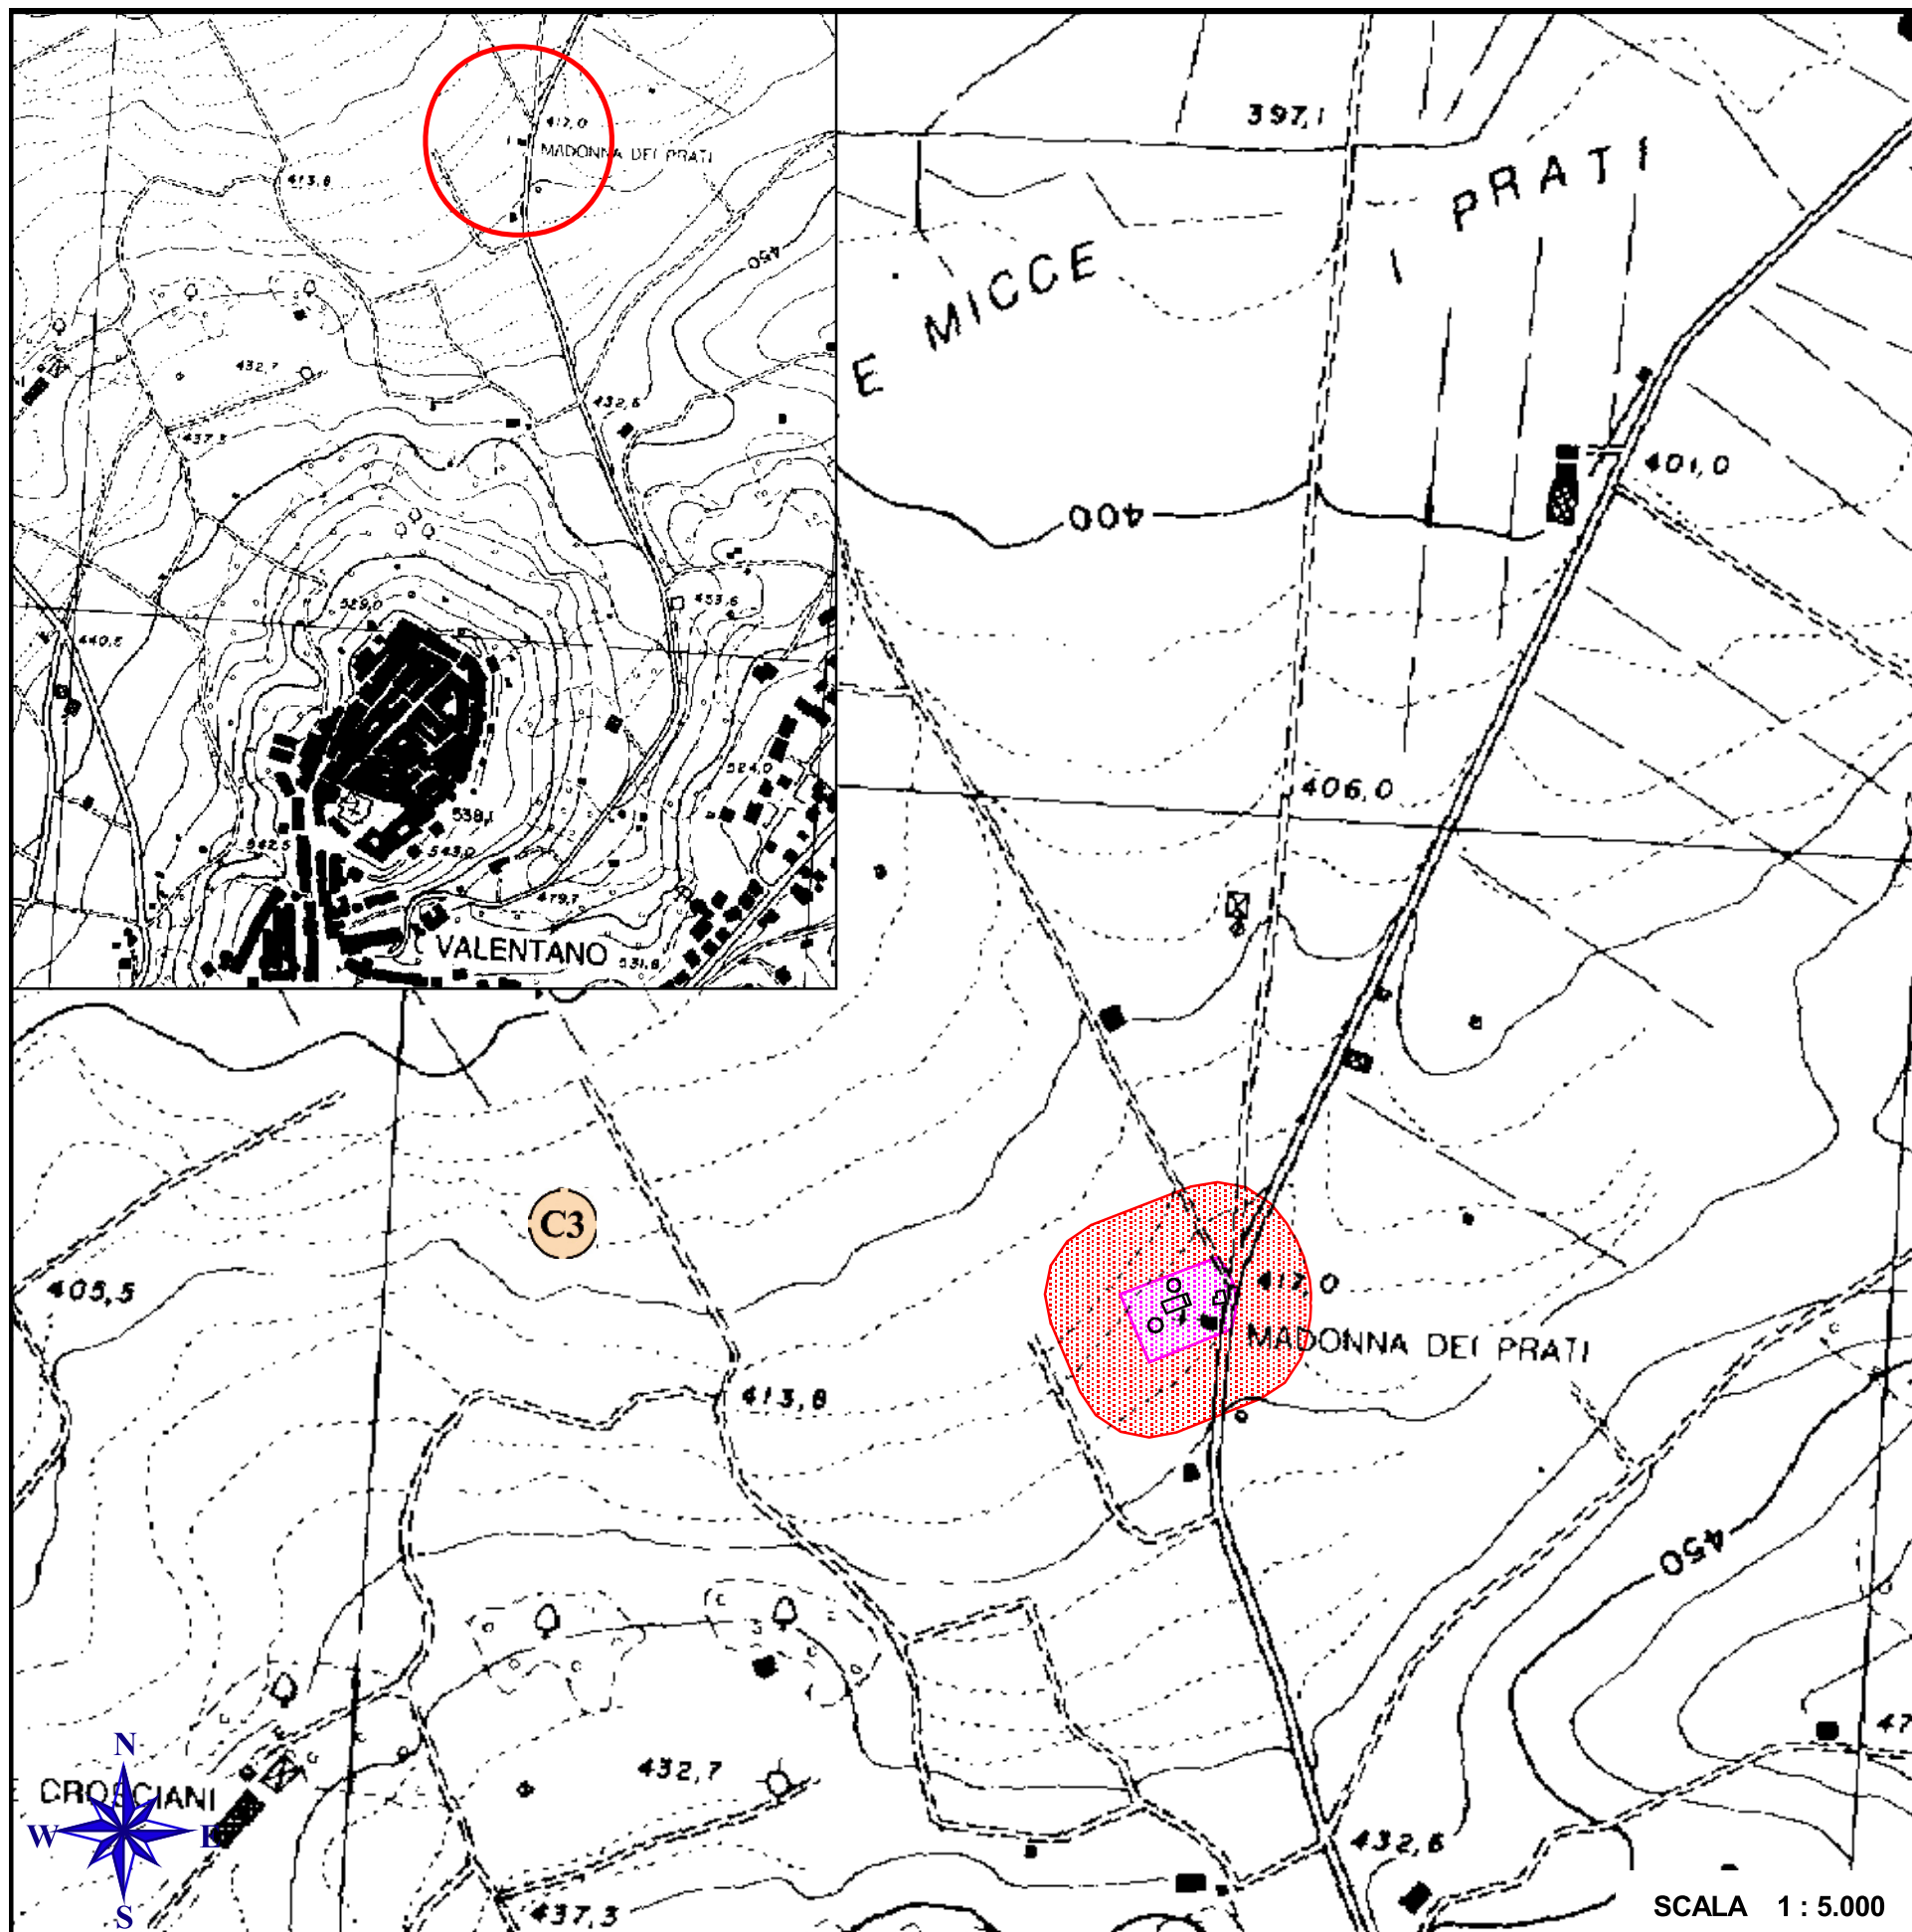 417,0
MADONNA DEI PRATI
413,8
450
432,7
432,6
437,3
453,6
529,0
440,5
524,0
538,1
542,5
543,0
479,7
VALENTANO
531,8
397,1
I PRATI
E MICCE
401,0
400
406,0
C3
405,5
417,0
MADONNA DEI PRATI
413,8
450
47
432,7
CROSCIANI
432,6
437,3
N
W
E
S
SCALA 1 : 5.000